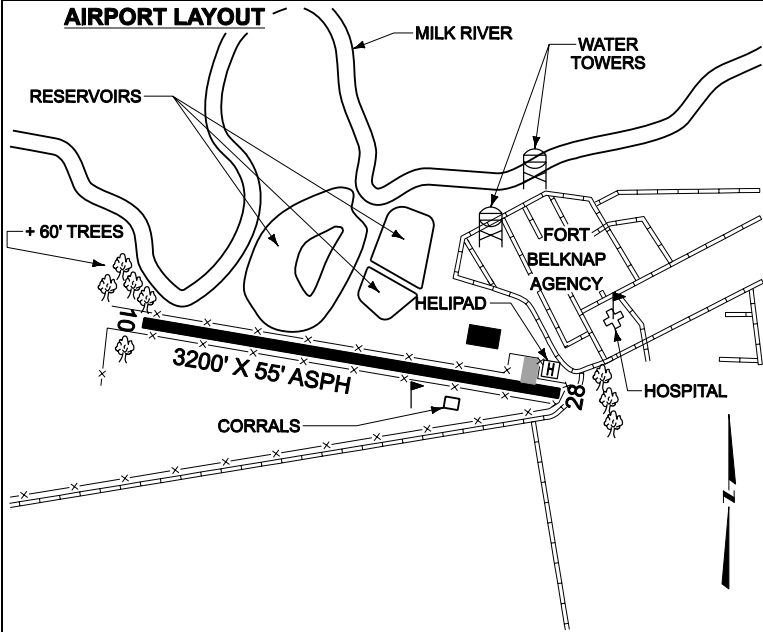 AIRPORT LAYOUT
MILK RIVER
WATER
TOWERS
RESERVOIRS
+ 60' TREES
FORT
BELKNAP
AGENCY
HELIPAD
10
3200' X 55' ASPH
H
28
HOSPITAL
CORRALS
N